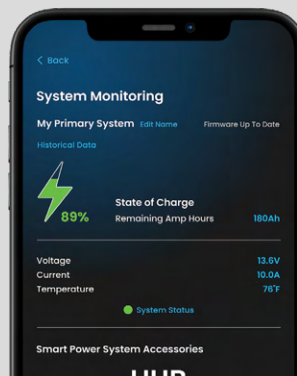 < Back
System Monitoring
My Primary System Edit Name Firmware Up To Date
Historical Data
89%
State of Charge
Remaining Amp Hours 180Ah
Voltage 13.6V
Current 10.0A
Temperature 76°F
System Status
Smart Power System Accessories